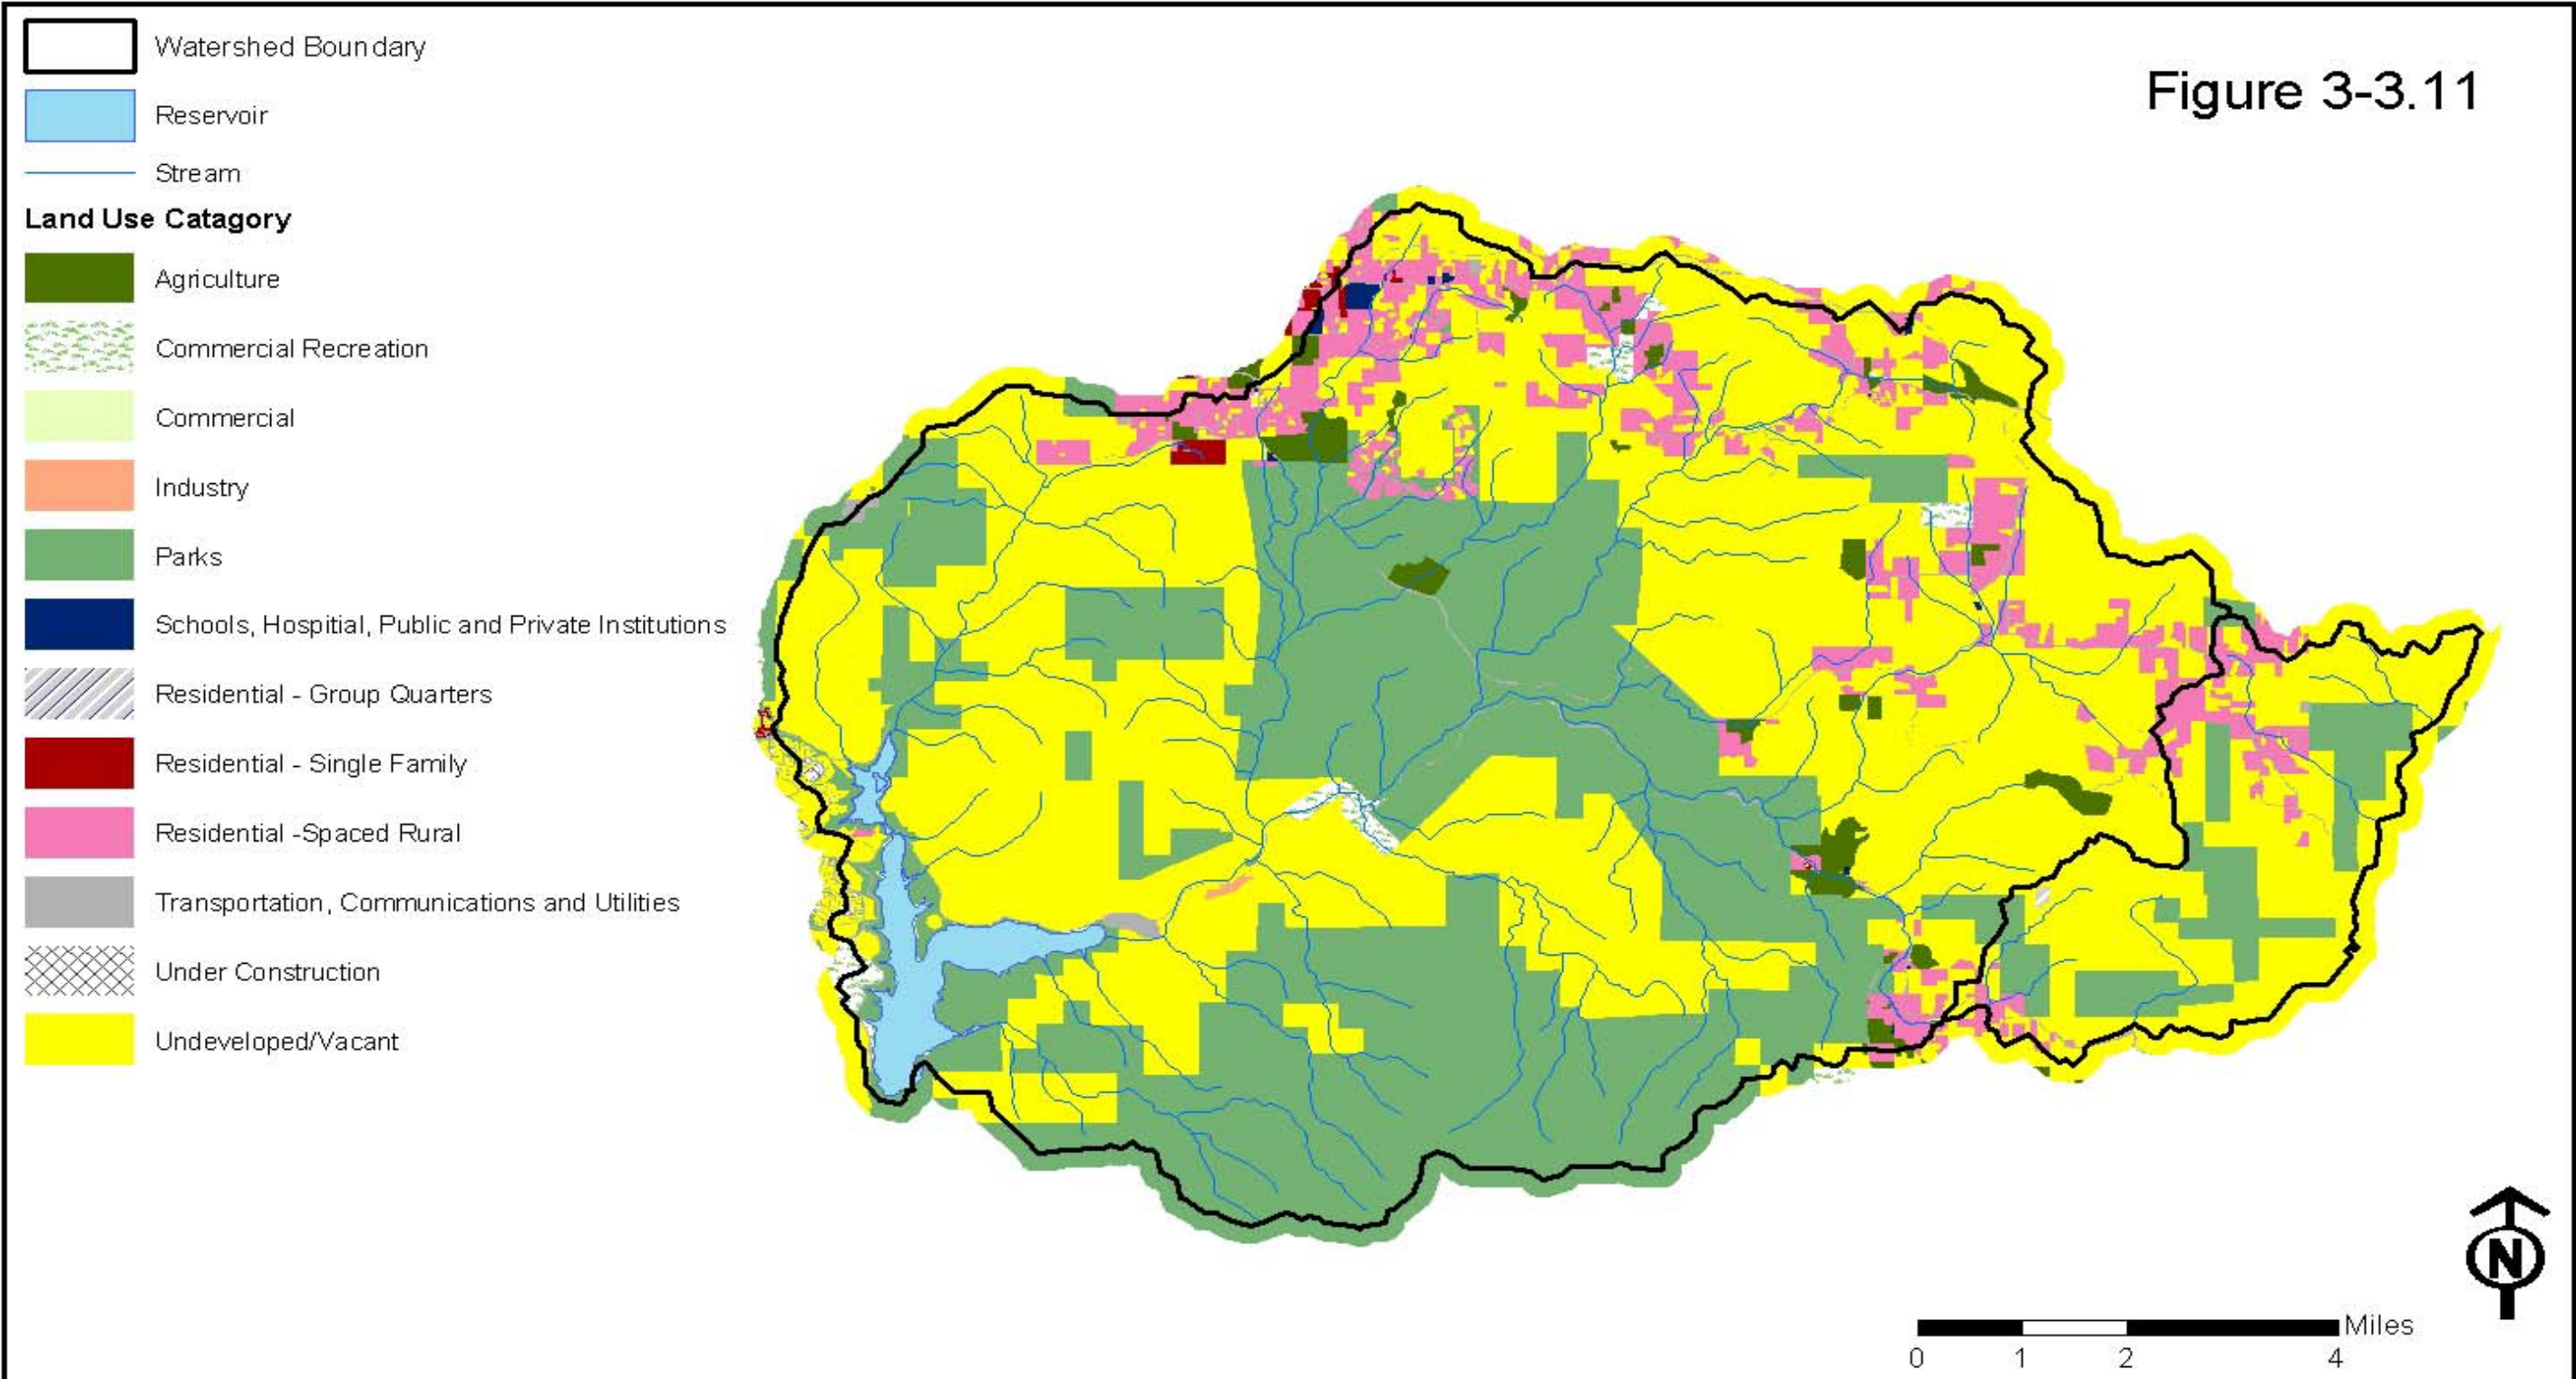 Watershed Boundary
Reservoir
Stream
Land Use Catagory
Agriculture
Commercial Recreation
Commercial
Industry
Parks
Schools, Hospitial, Public and Private Institutions
Residential - Group Quarters
Residential - Single Family
Residential -Spaced Rural
Transportation, Communications and Utilities
Under Construction
Undeveloped/Vacant
Figure 3-3.11
N
Miles
0 1 2 4